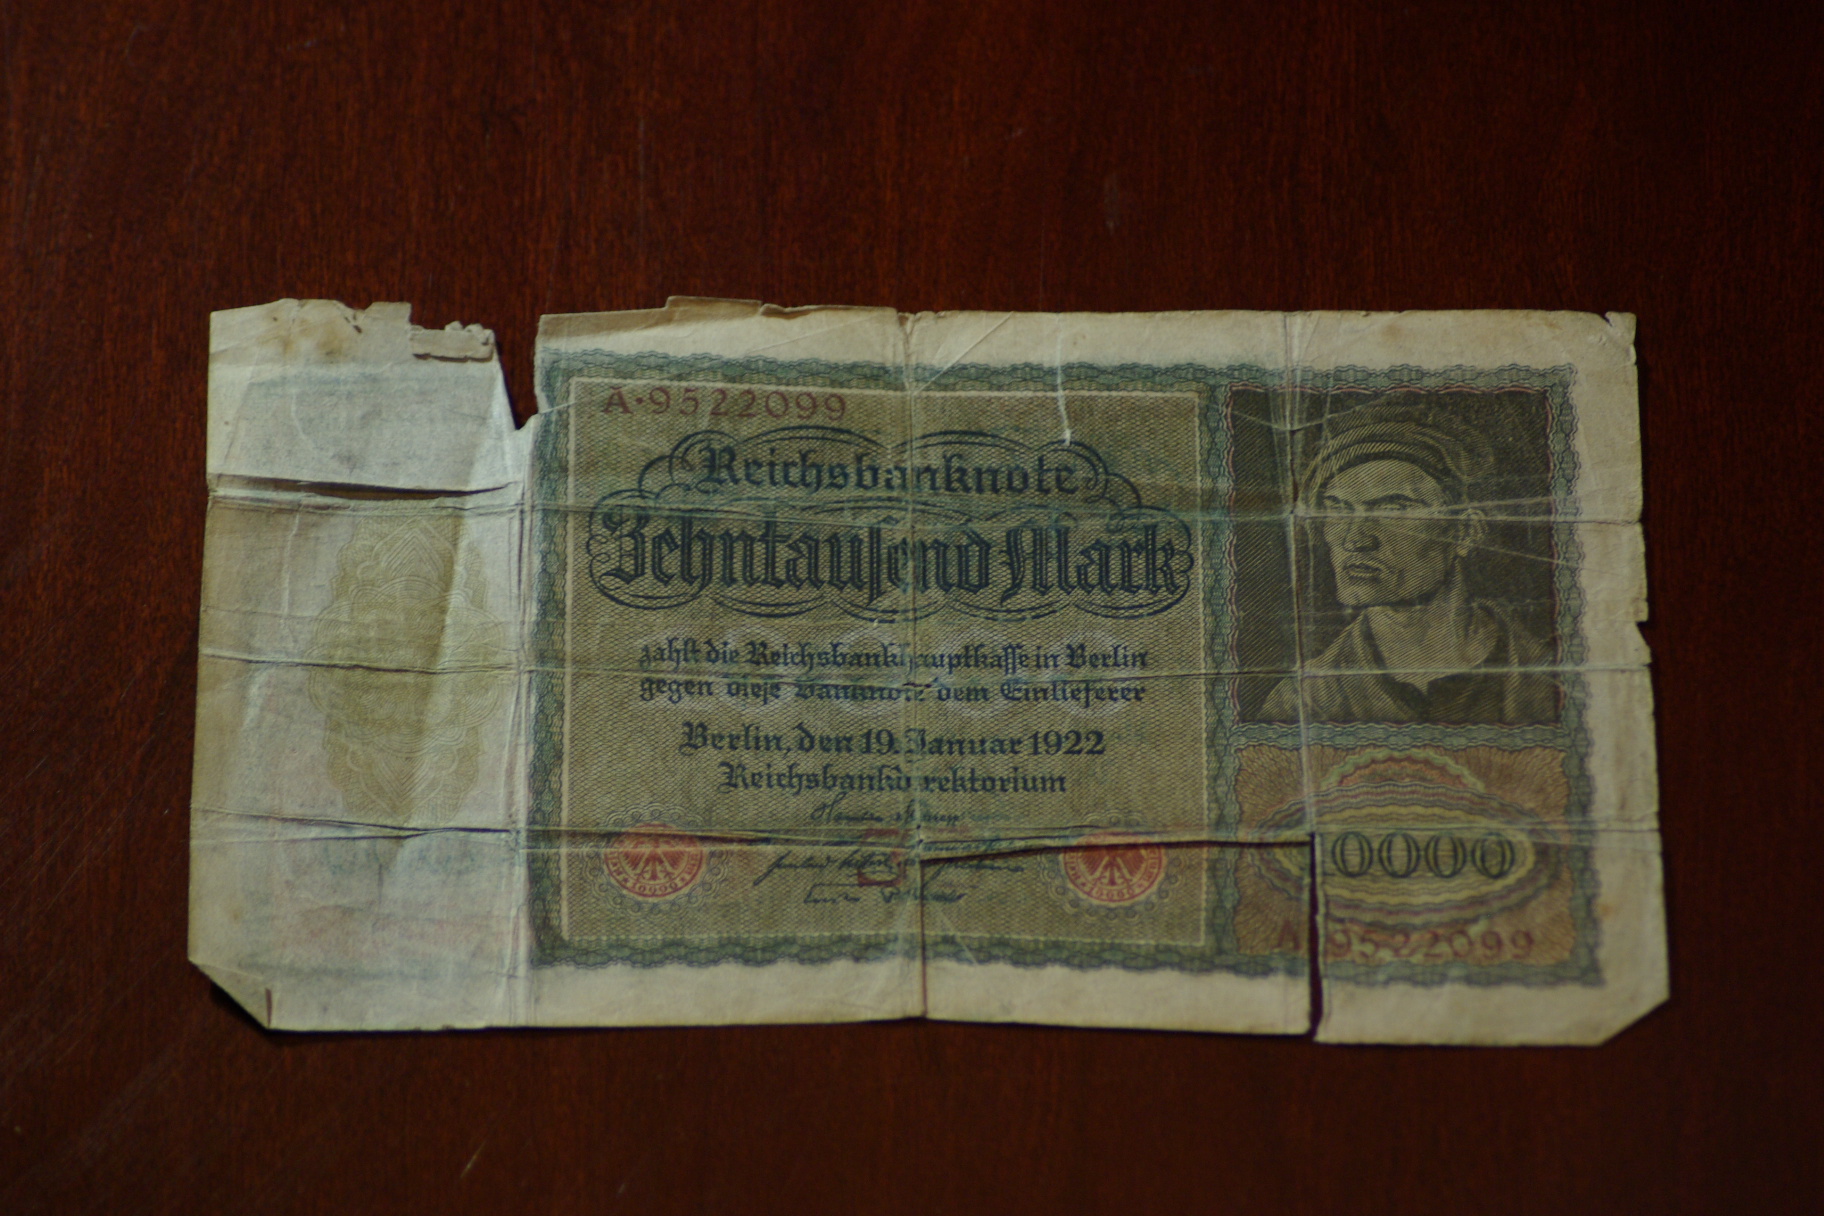 A·9522099
Reichsbanknote
Zehntausend Mark
zahlt die Reichsbankhauptkasse in Berlin
gegen diese Banknote dem Einlieferer
Berlin, den 19. Januar 1922
Reichsbankdirektorium
10000
A·9522099